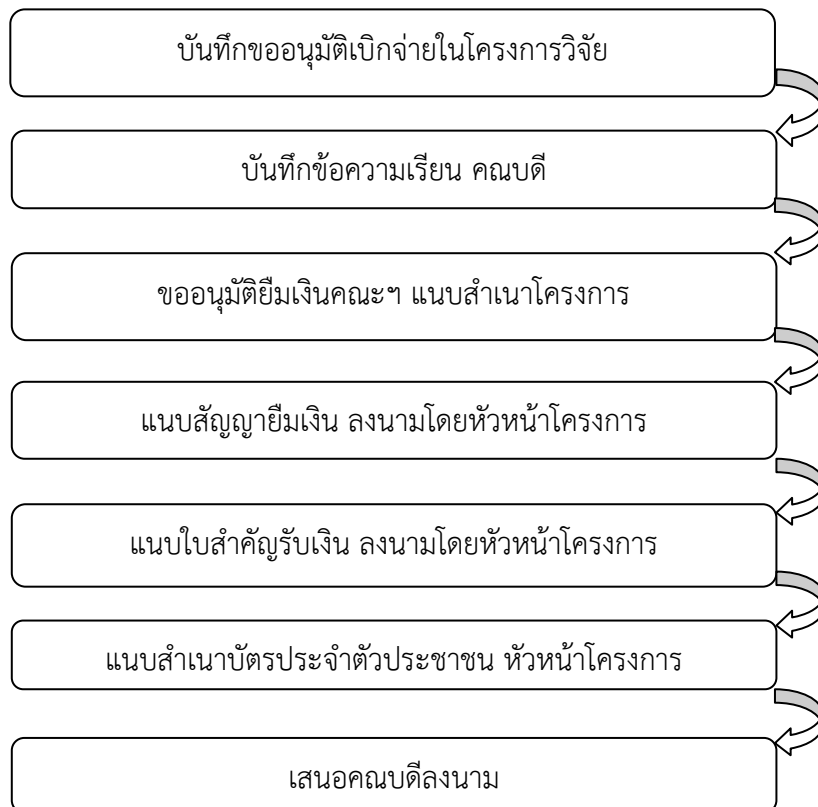 บันทึกขออนุมัติเบิกจ่ายในโครงการวิจัย
บันทึกข้อความเรียน คณบดี
ขออนุมัติยืมเงินคณะฯ แนบสำเนาโครงการ
แนบสัญญายืมเงิน ลงนามโดยหัวหน้าโครงการ
แนบใบสำคัญรับเงิน ลงนามโดยหัวหน้าโครงการ
แนบสำเนาบัตรประจำตัวประชาชน หัวหน้าโครงการ
เสนอคณบดีลงนาม